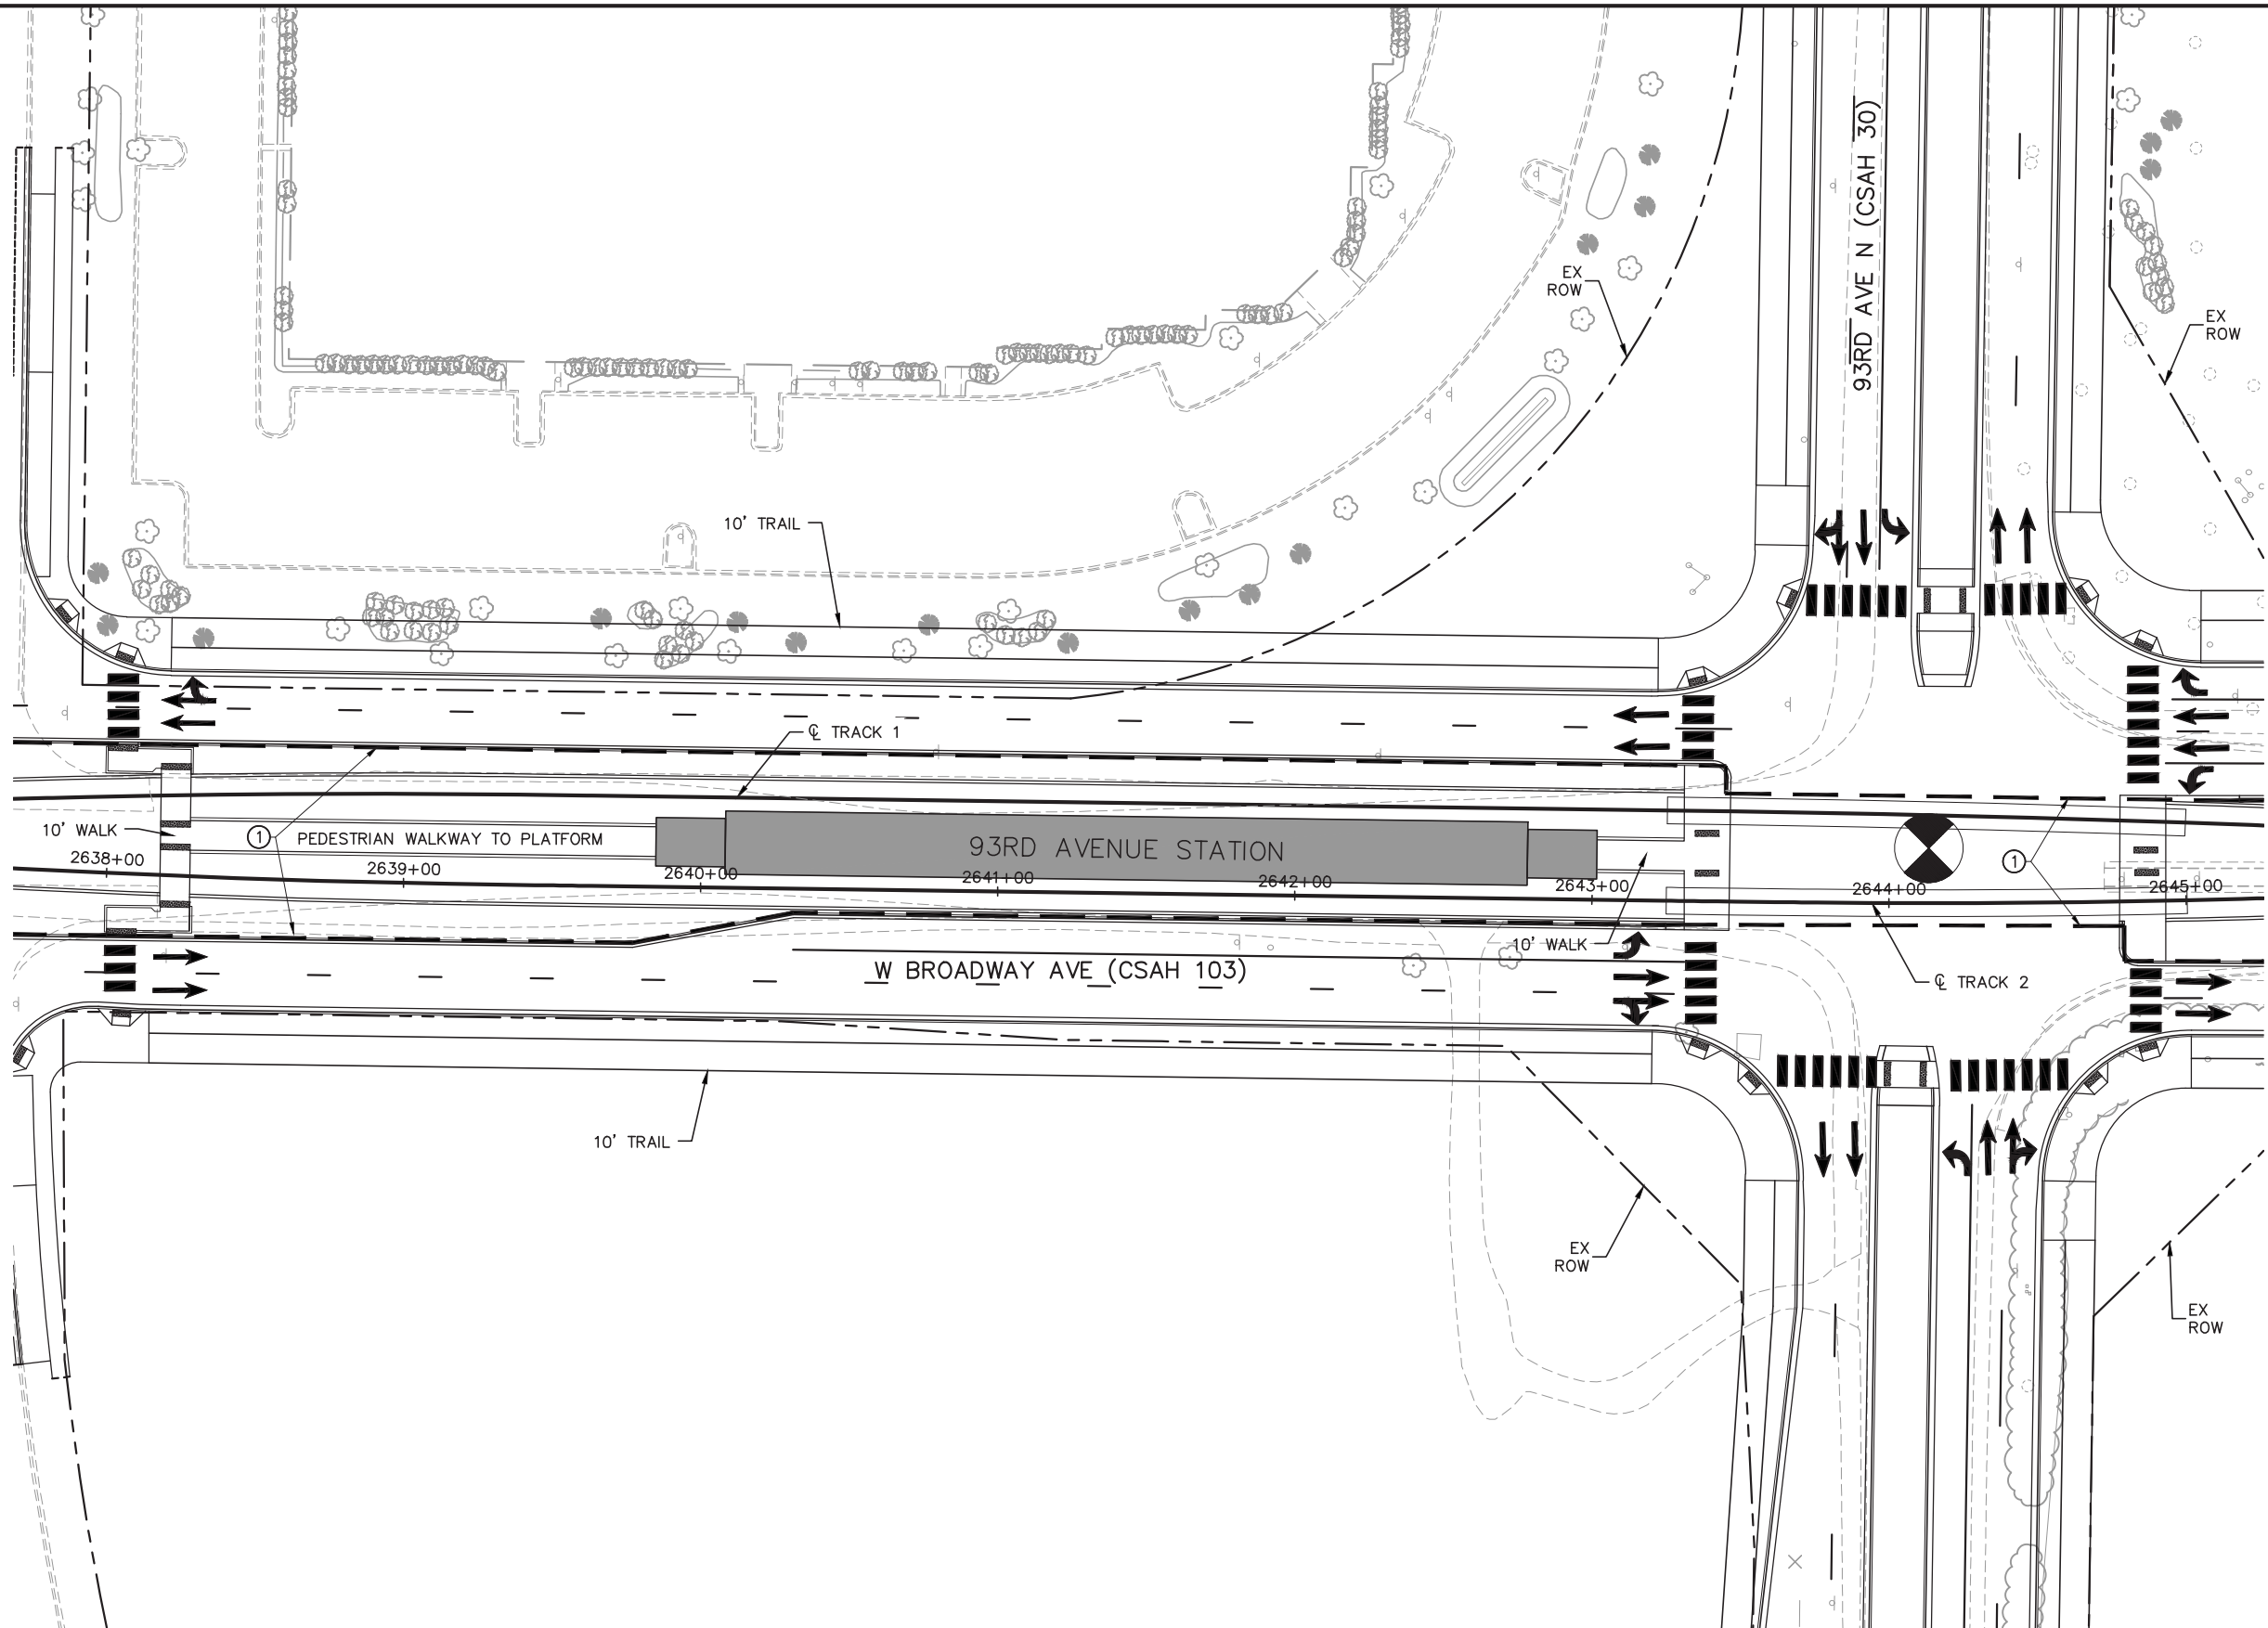 93RD AVE N (CSAH 30)
EX
ROW
EX
ROW
10' TRAIL
℄ TRACK 1
10' WALK
1
PEDESTRIAN WALKWAY TO PLATFORM
93RD AVENUE STATION
1
2638+00
2639+00
2640+00
2641+00
2642+00
2643+00
2644+00
2645+00
10' WALK
W BROADWAY AVE (CSAH 103)
℄ TRACK 2
10' TRAIL
EX
ROW
EX
ROW